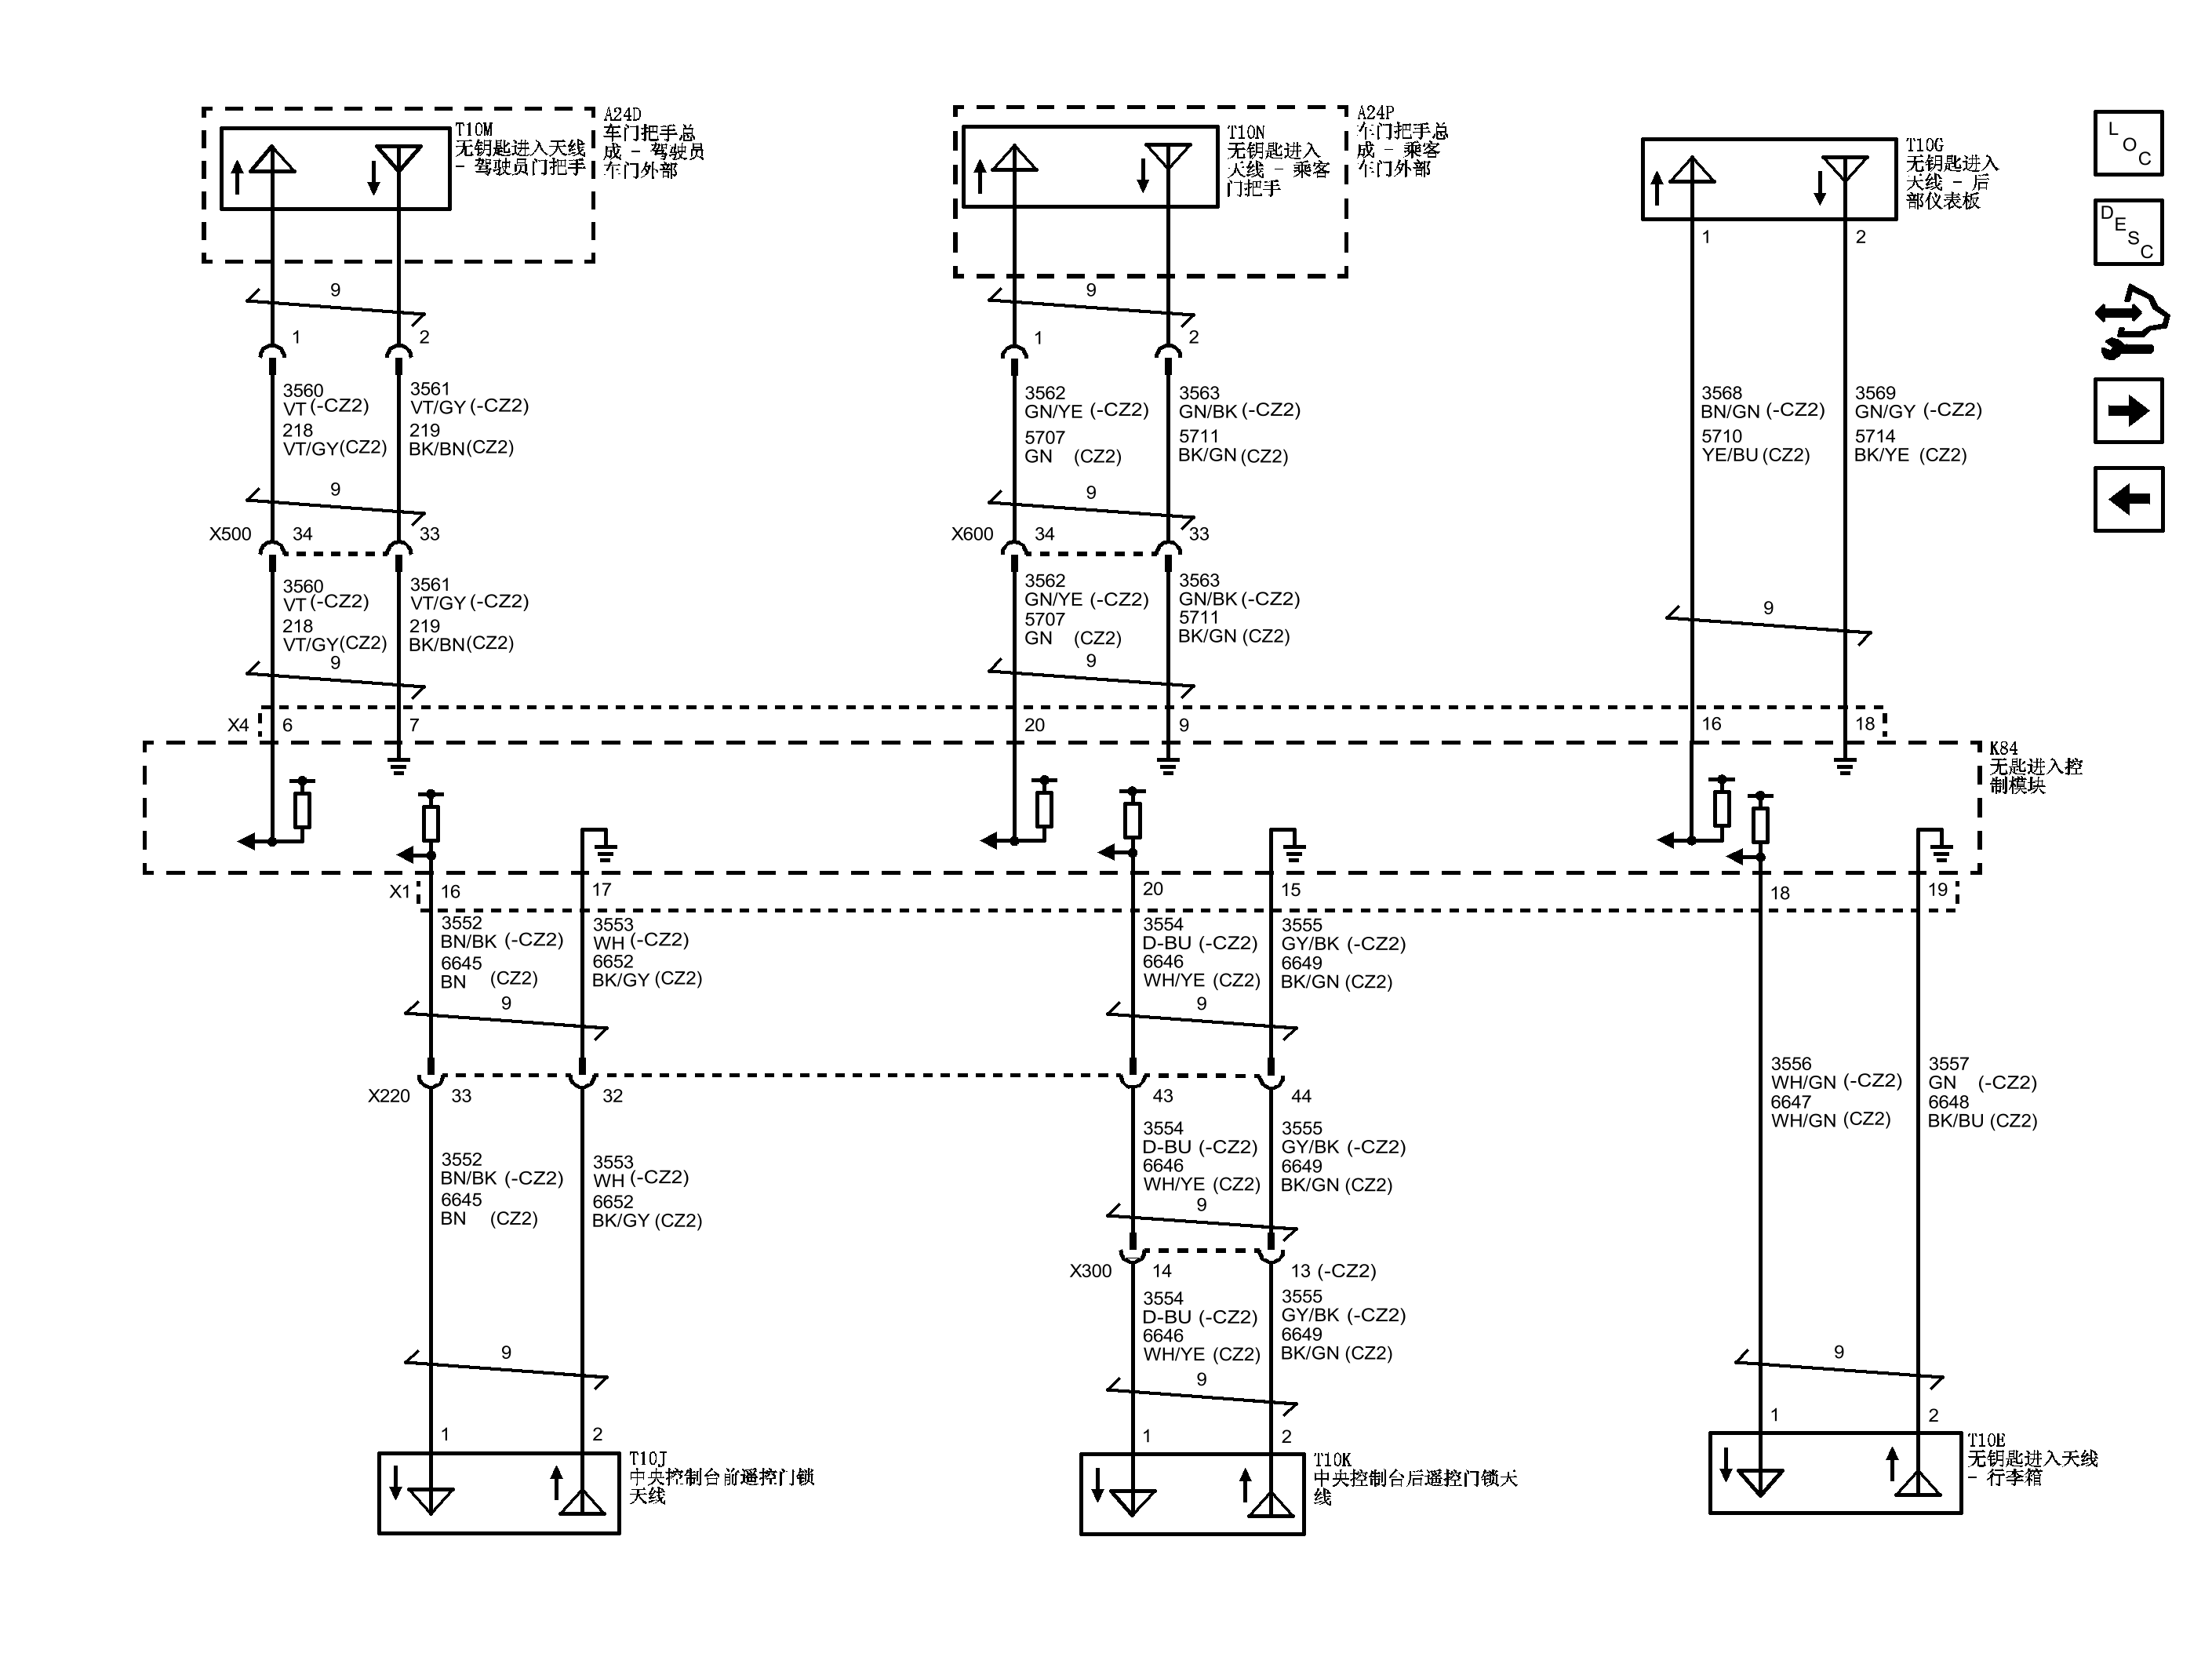 T10M
无钥匙进入天线
- 驾驶员门把手
A24D
车门把手总
成 - 驾驶员
车门外部
T10N
无钥匙进入
天线 - 乘客
门把手
A24P
车门把手总
成 - 乘客
车门外部
T10G
无钥匙进入
天线 - 后
部仪表板
LOC
DESC
9
1
2
3560
VT (-CZ2)
218
VT/GY (CZ2)
3561
VT/GY (-CZ2)
219
BK/BN (CZ2)
9
X500
34
33
3560
VT (-CZ2)
218
VT/GY (CZ2)
3561
VT/GY (-CZ2)
219
BK/BN (CZ2)
9
9
1
2
3562
GN/YE (-CZ2)
5707
GN (CZ2)
3563
GN/BK (-CZ2)
5711
BK/GN (CZ2)
9
X600
34
33
3562
GN/YE (-CZ2)
5707
GN (CZ2)
3563
GN/BK (-CZ2)
5711
BK/GN (CZ2)
9
1
2
3568
BN/GN (-CZ2)
5710
YE/BU (CZ2)
3569
GN/GY (-CZ2)
5714
BK/YE (CZ2)
9
X4
6
7
20
9
16
18
K84
无匙进入控
制模块
X1
16
17
20
15
18
19
3552
BN/BK (-CZ2)
6645
BN (CZ2)
3553
WH (-CZ2)
6652
BK/GY (CZ2)
9
X220
33
32
43
44
3552
BN/BK (-CZ2)
6645
BN (CZ2)
3553
WH (-CZ2)
6652
BK/GY (CZ2)
9
1
2
T10J
中央控制台前遥控门锁
天线
3554
D-BU (-CZ2)
6646
WH/YE (CZ2)
3555
GY/BK (-CZ2)
6649
BK/GN (CZ2)
9
3554
D-BU (-CZ2)
6646
WH/YE (CZ2)
3555
GY/BK (-CZ2)
6649
BK/GN (CZ2)
9
X300
14
13 (-CZ2)
3554
D-BU (-CZ2)
6646
WH/YE (CZ2)
3555
GY/BK (-CZ2)
6649
BK/GN (CZ2)
9
1
2
T10K
中央控制台后遥控门锁天
线
3556
WH/GN (-CZ2)
6647
WH/GN (CZ2)
3557
GN (-CZ2)
6648
BK/BU (CZ2)
9
1
2
T10E
无钥匙进入天线
- 行李箱